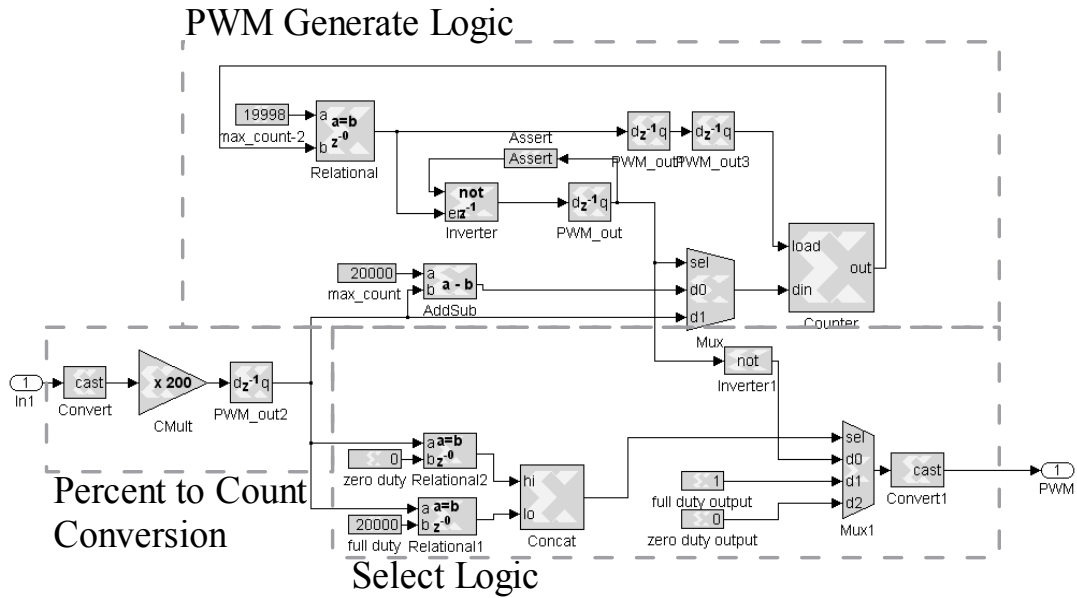 PWM Generate Logic
19998
max_count-2
a
b
a=b
z-0
Relational
Assert
Assert
dz-1q
dz-1q
PWM_out3
not
z-1
Inverter
dz-1q
PWM_out
load
din
out
Counter
20000
max_count
a
b
a - b
AddSub
sel
d0
d1
Mux
1
In1
cast
Convert
x 200
CMult
dz-1q
PWM_out2
not
Inverter1
a
b
a=b
z-0
0
zero duty
Relational2
a
b
a=b
z-0
20000
full duty
Relational1
hi
lo
Concat
1
full duty output
0
zero duty output
sel
d0
d1
d2
Mux1
cast
Convert1
1
PWM
Percent to Count
Conversion
Select Logic